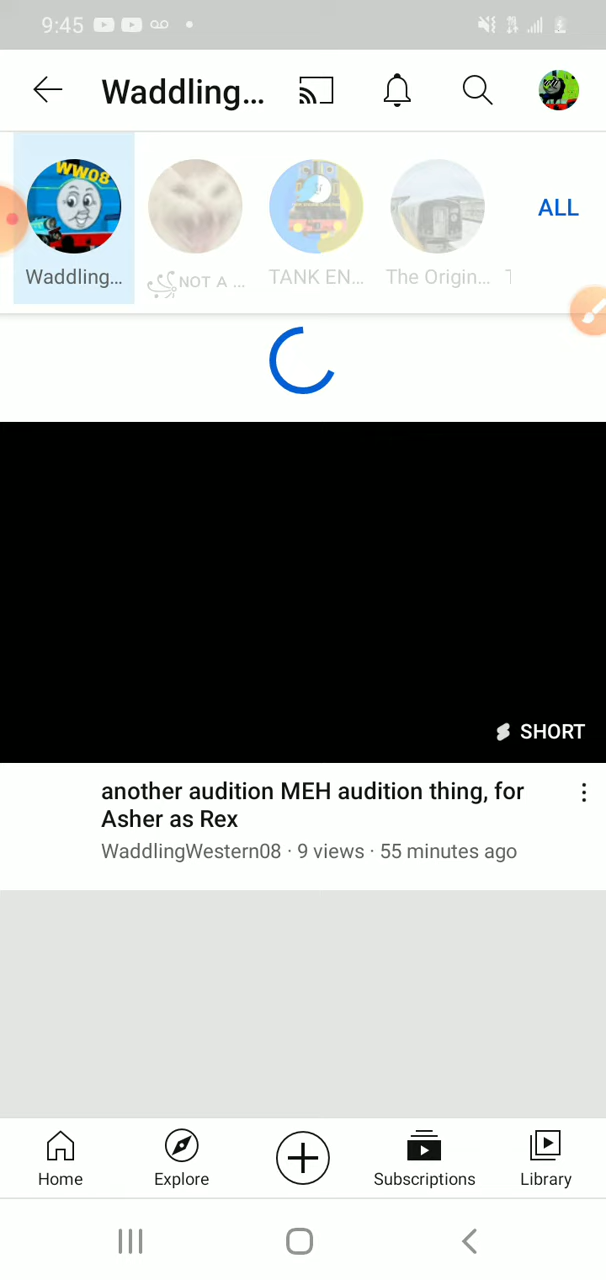 9:45
Waddling...
WW08
ALL
Waddling...
NOT A ...
TANK EN...
The Origin...
SHORT
another audition MEH audition thing, for
Asher as Rex
WaddlingWestern08 · 9 views · 55 minutes ago
Home
Explore
Subscriptions
Library